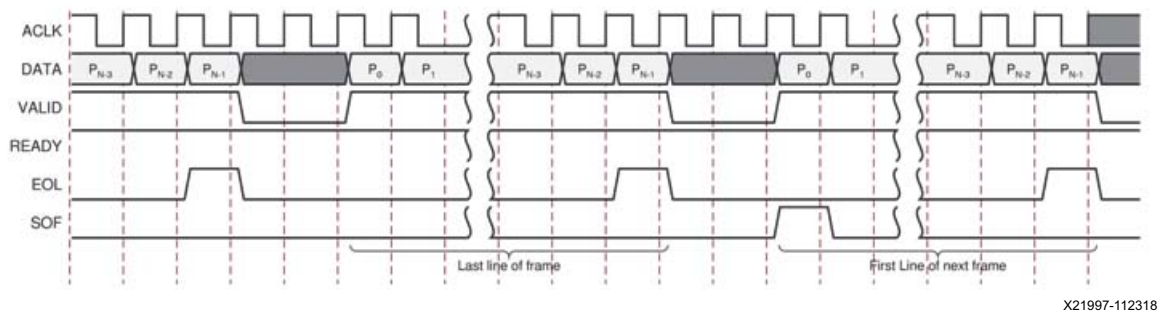 ACLK
DATA P_N-3 P_N-2 P_N-1 P_0 P_1 P_N-3 P_N-2 P_N-1 P_0 P_1 P_N-3 P_N-2 P_N-1
VALID
READY
EOL
SOF
Last line of frame First Line of next frame
X21997-112318